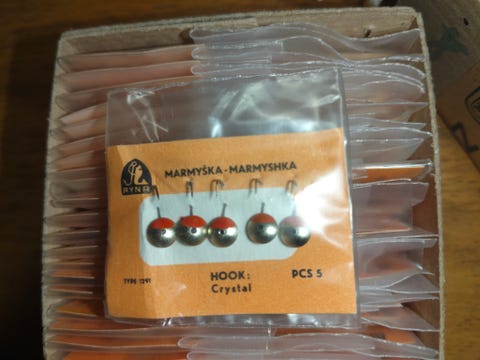 MARMYŠKA - MARMYSHKA
RYNA
TYPE 1291
HOOK:
PCS 5
Crystal